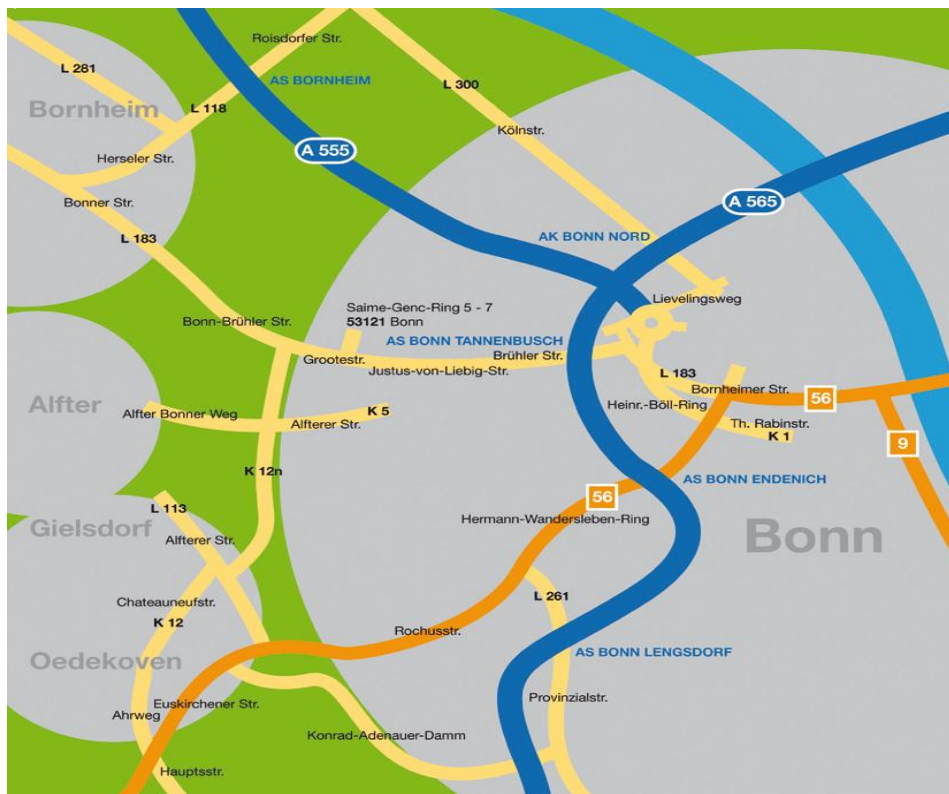 Roisdorfer Str.
L 281
AS BORNHEIM
L 300
Bornheim
L 118
Kölnstr.
A 555
Herseler Str.
Bonner Str.
A 565
L 183
AK BONN NORD
Lievelingsweg
Saime-Genc-Ring 5 - 7
53121 Bonn
Bonn-Brühler Str.
AS BONN TANNENBUSCH
Grootestr.
Brühler Str.
Justus-von-Liebig-Str.
L 183
Bornheimer Str.
56
Alfter
Alfter Bonner Weg
K 5
Heinr.-Böll-Ring
Alfterer Str.
Th. Rabinstr.
K 1
9
K 12n
AS BONN ENDENICH
56
L 113
Hermann-Wandersleben-Ring
Gielsdorf
Bonn
Alfterer Str.
Chateauneufstr.
L 261
K 12
Rochusstr.
Oedekoven
AS BONN LENGSDORF
Euskirchener Str.
Provinzialstr.
Ahrweg
Konrad-Adenauer-Damm
Hauptsstr.